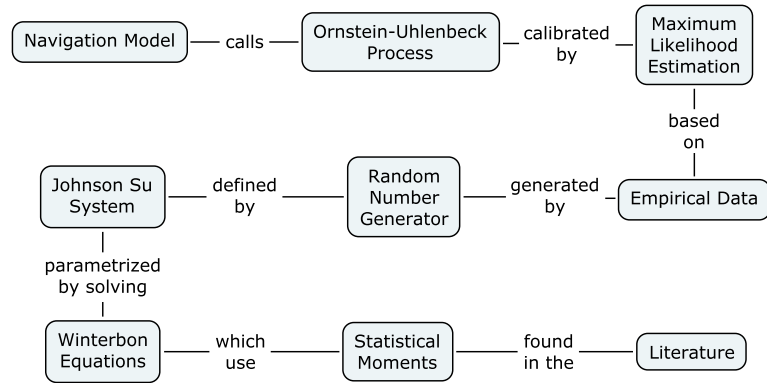 Navigation Model
calls
Ornstein-Uhlenbeck
Process
calibrated
by
Maximum
Likelihood
Estimation
based
on
Empirical Data
generated
by
Random
Number
Generator
defined
by
Johnson Su
System
parametrized
by solving
Winterbon
Equations
which
use
Statistical
Moments
found
in the
Literature